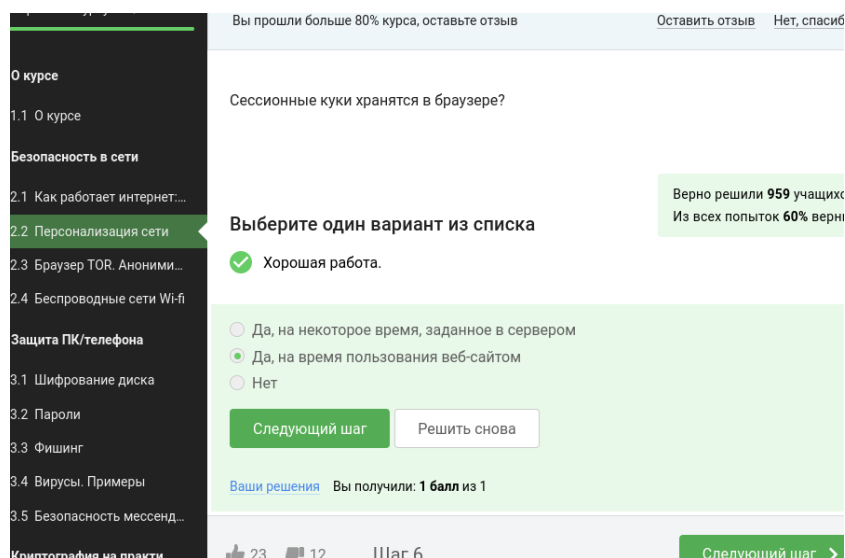 Вы прошли больше 80% курса, оставьте отзыв
Оставить отзыв Нет, спасиб
О курсе
1.1 О курсе
Безопасность в сети
2.1 Как работает интернет:...
2.2 Персонализация сети
2.3 Браузер TOR. Аноними...
2.4 Беспроводные сети Wi-fi
Защита ПК/телефона
3.1 Шифрование диска
3.2 Пароли
3.3 Фишинг
3.4 Вирусы. Примеры
3.5 Безопасность мессенд...
Криптография на практи
Сессионные куки хранятся в браузере?
Верно решили 959 учащихс
Из всех попыток 60% верны
Выберите один вариант из списка
Хорошая работа.
Да, на некоторое время, заданное в сервером
Да, на время пользования веб-сайтом
Нет
Следующий шаг Решить снова
Ваши решения Вы получили: 1 балл из 1
23 12 Шаг 6
Следующий шаг